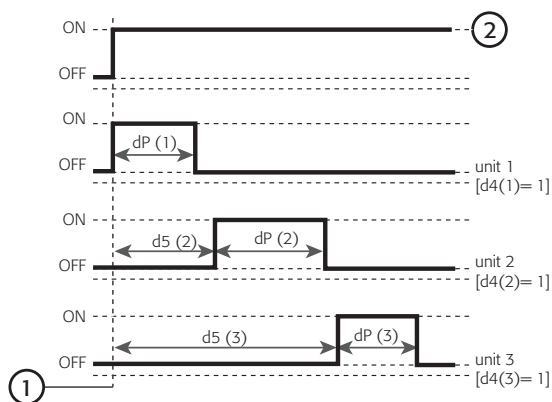 ON
2
OFF
ON
dP (1)
OFF
unit 1
[d4(1)= 1]
ON
d5 (2)
dP (2)
OFF
unit 2
[d4(2)= 1]
ON
d5 (3)
dP (3)
OFF
unit 3
[d4(3)= 1]
1